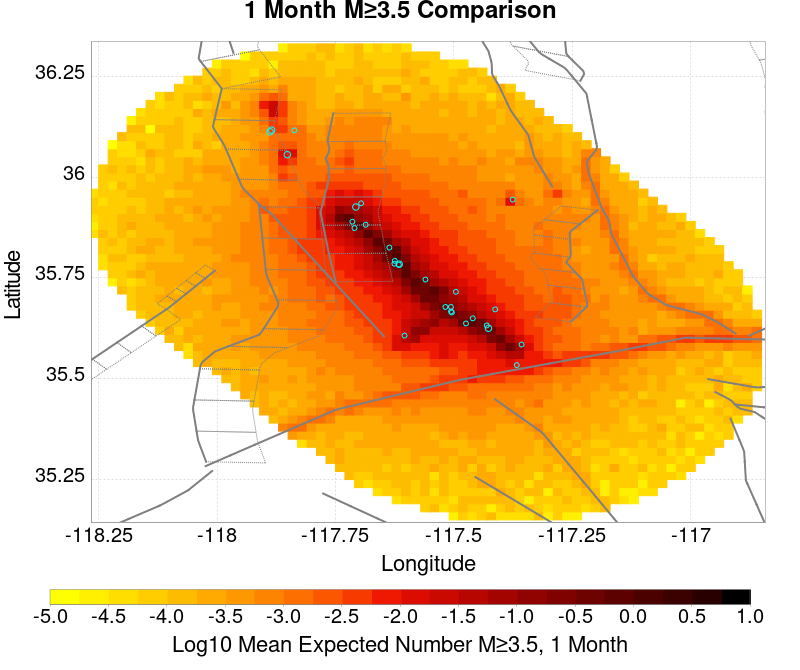 1 Month M≥3.5 Comparison
36.25
36
35.75
35.5
35.25
Latitude
-118.25 -118 -117.75 -117.5 -117.25 -117
Longitude
-5.0 -4.5 -4.0 -3.5 -3.0 -2.5 -2.0 -1.5 -1.0 -0.5 0.0 0.5 1.0
Log10 Mean Expected Number M≥3.5, 1 Month